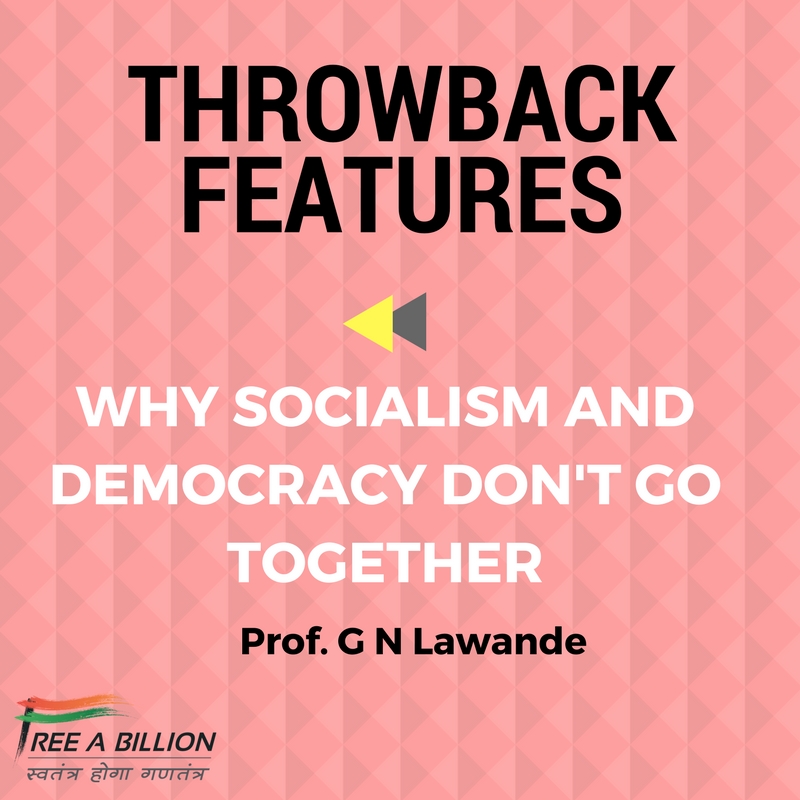 THROWBACK
FEATURES
WHY SOCIALISM AND
DEMOCRACY DON'T GO
TOGETHER
Prof. G N Lawande
FREE A BILLION
स्वतंत्र होगा गणतंत्र